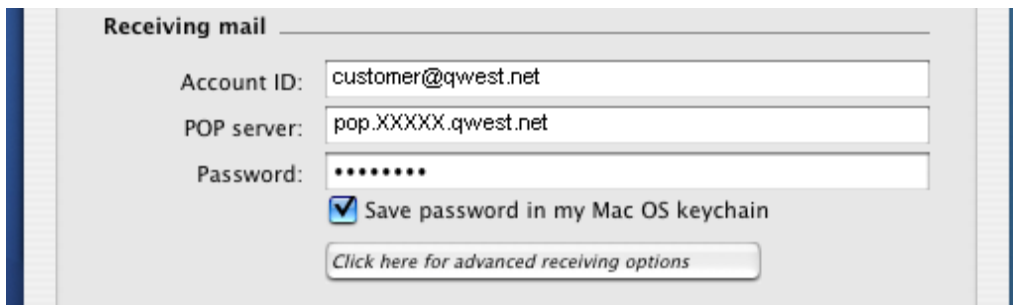 Receiving mail
Account ID: customer@qwest.net
POP server: pop.XXXXX.qwest.net
Password: ••••••••
Save password in my Mac OS keychain
Click here for advanced receiving options